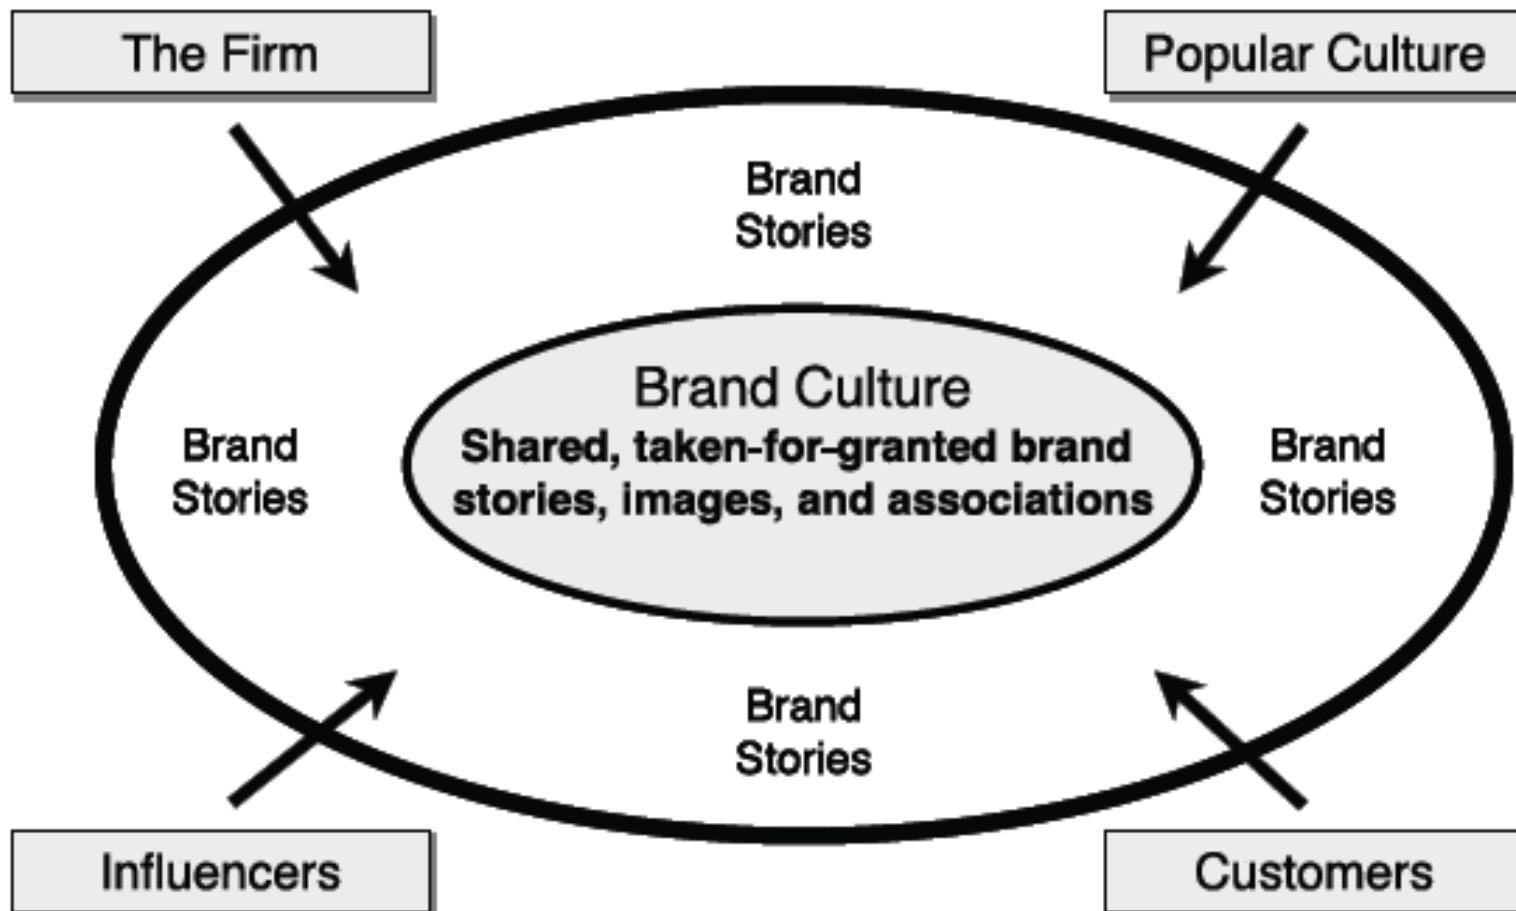 The Firm
Popular Culture
Brand
Stories
Brand Culture
Shared, taken-for-granted brand
stories, images, and associations
Brand
Stories
Brand
Stories
Brand
Stories
Influencers
Customers